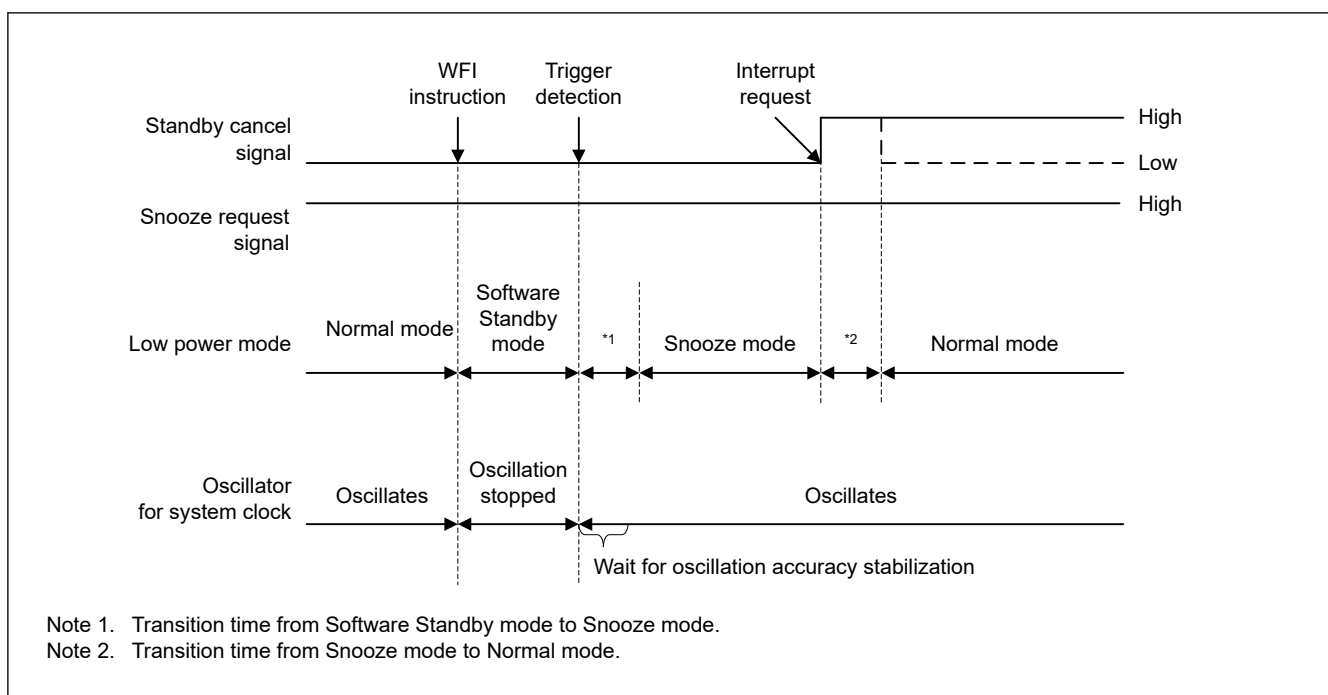 WFI
instruction
Trigger
detection
Interrupt
request
Standby cancel
signal
High
Low
Snooze request
signal
High
Low power mode
Normal mode
Software
Standby
mode
*1
Snooze mode
*2
Normal mode
Oscillator
for system clock
Oscillates
Oscillation
stopped
Oscillates
Wait for oscillation accuracy stabilization
Note 1. Transition time from Software Standby mode to Snooze mode.
Note 2. Transition time from Snooze mode to Normal mode.